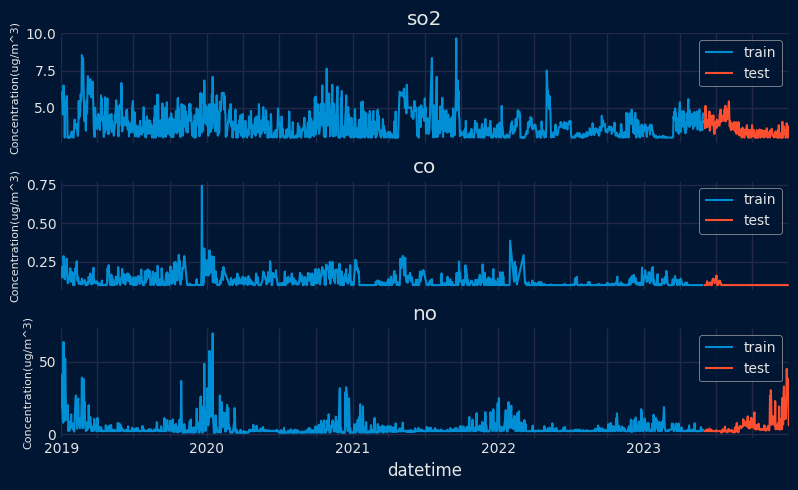 so2
Concentration(ug/m^3)
10.0
7.5
5.0
train
test
co
Concentration(ug/m^3)
0.75
0.50
0.25
train
test
no
Concentration(ug/m^3)
50
0
train
test
2019 2020 2021 2022 2023
datetime